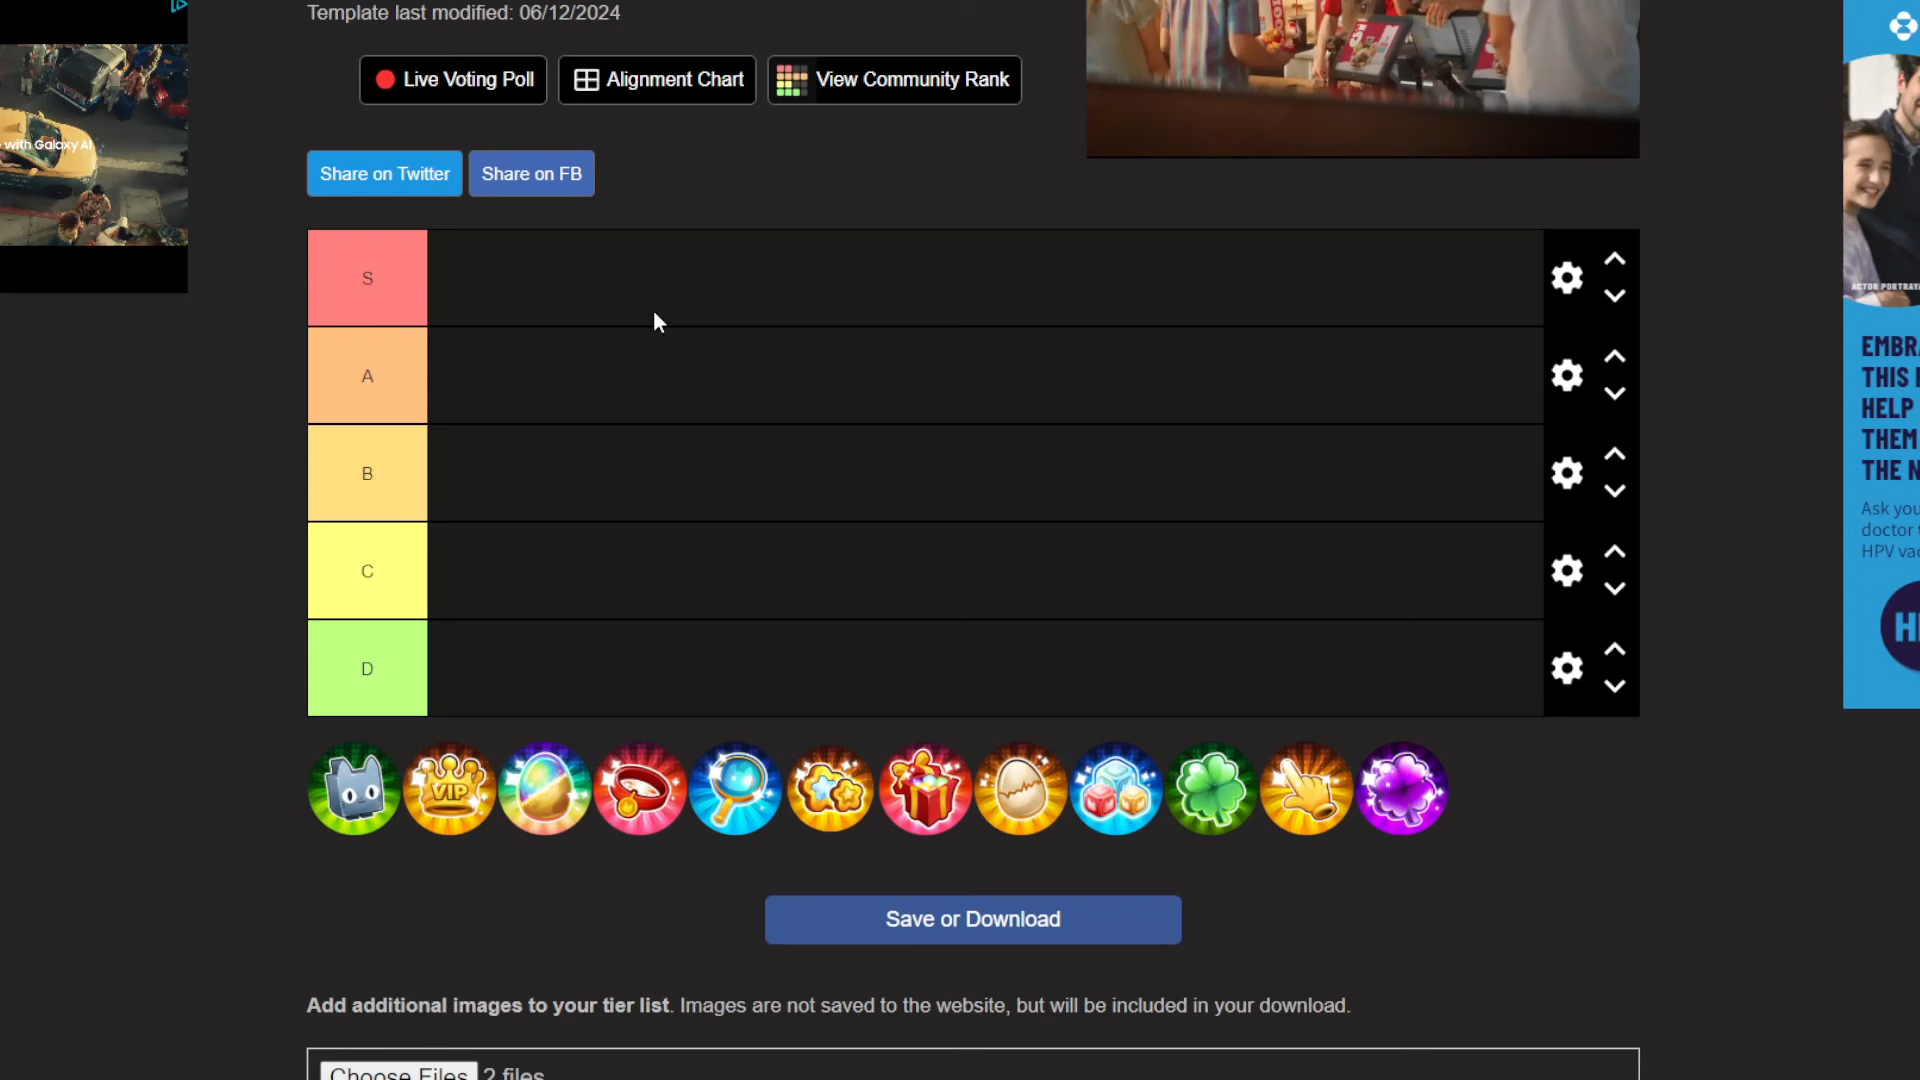 Template last modified: 06/12/2024
with Galaxy AI
Live Voting Poll
Alignment Chart
View Community Rank
Share on Twitter
Share on FB
S
A
B
C
D
VIP
ACTOR PORTRAY
EMBR
THIS
HELP
THEM
THE N
Ask you
doctor
HPV vac
Save or Download
Add additional images to your tier list. Images are not saved to the website, but will be included in your download.
Choose Files 2 files